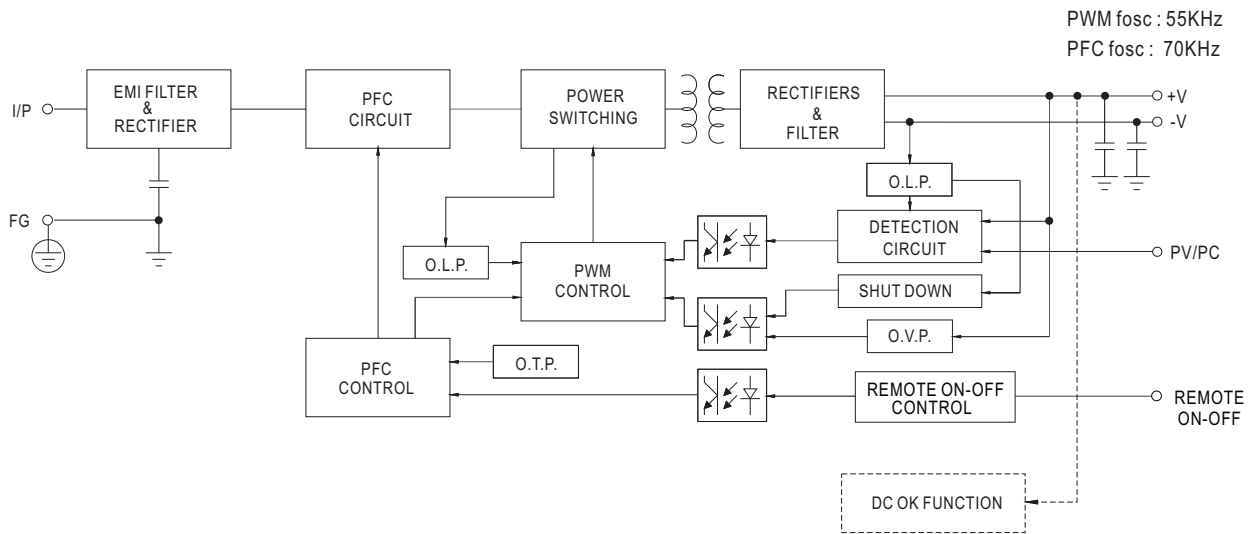 PWM fosc : 55KHz
PFC fosc : 70KHz
I/P
EMI FILTER
&
RECTIFIER
PFC
CIRCUIT
POWER
SWITCHING
RECTIFIERS
&
FILTER
+V
-V
O.L.P.
FG
DETECTION
CIRCUIT
PV/PC
O.L.P.
PWM
CONTROL
SHUT DOWN
O.V.P.
PFC
CONTROL
O.T.P.
REMOTE ON-OFF
CONTROL
REMOTE
ON-OFF
DC OK FUNCTION